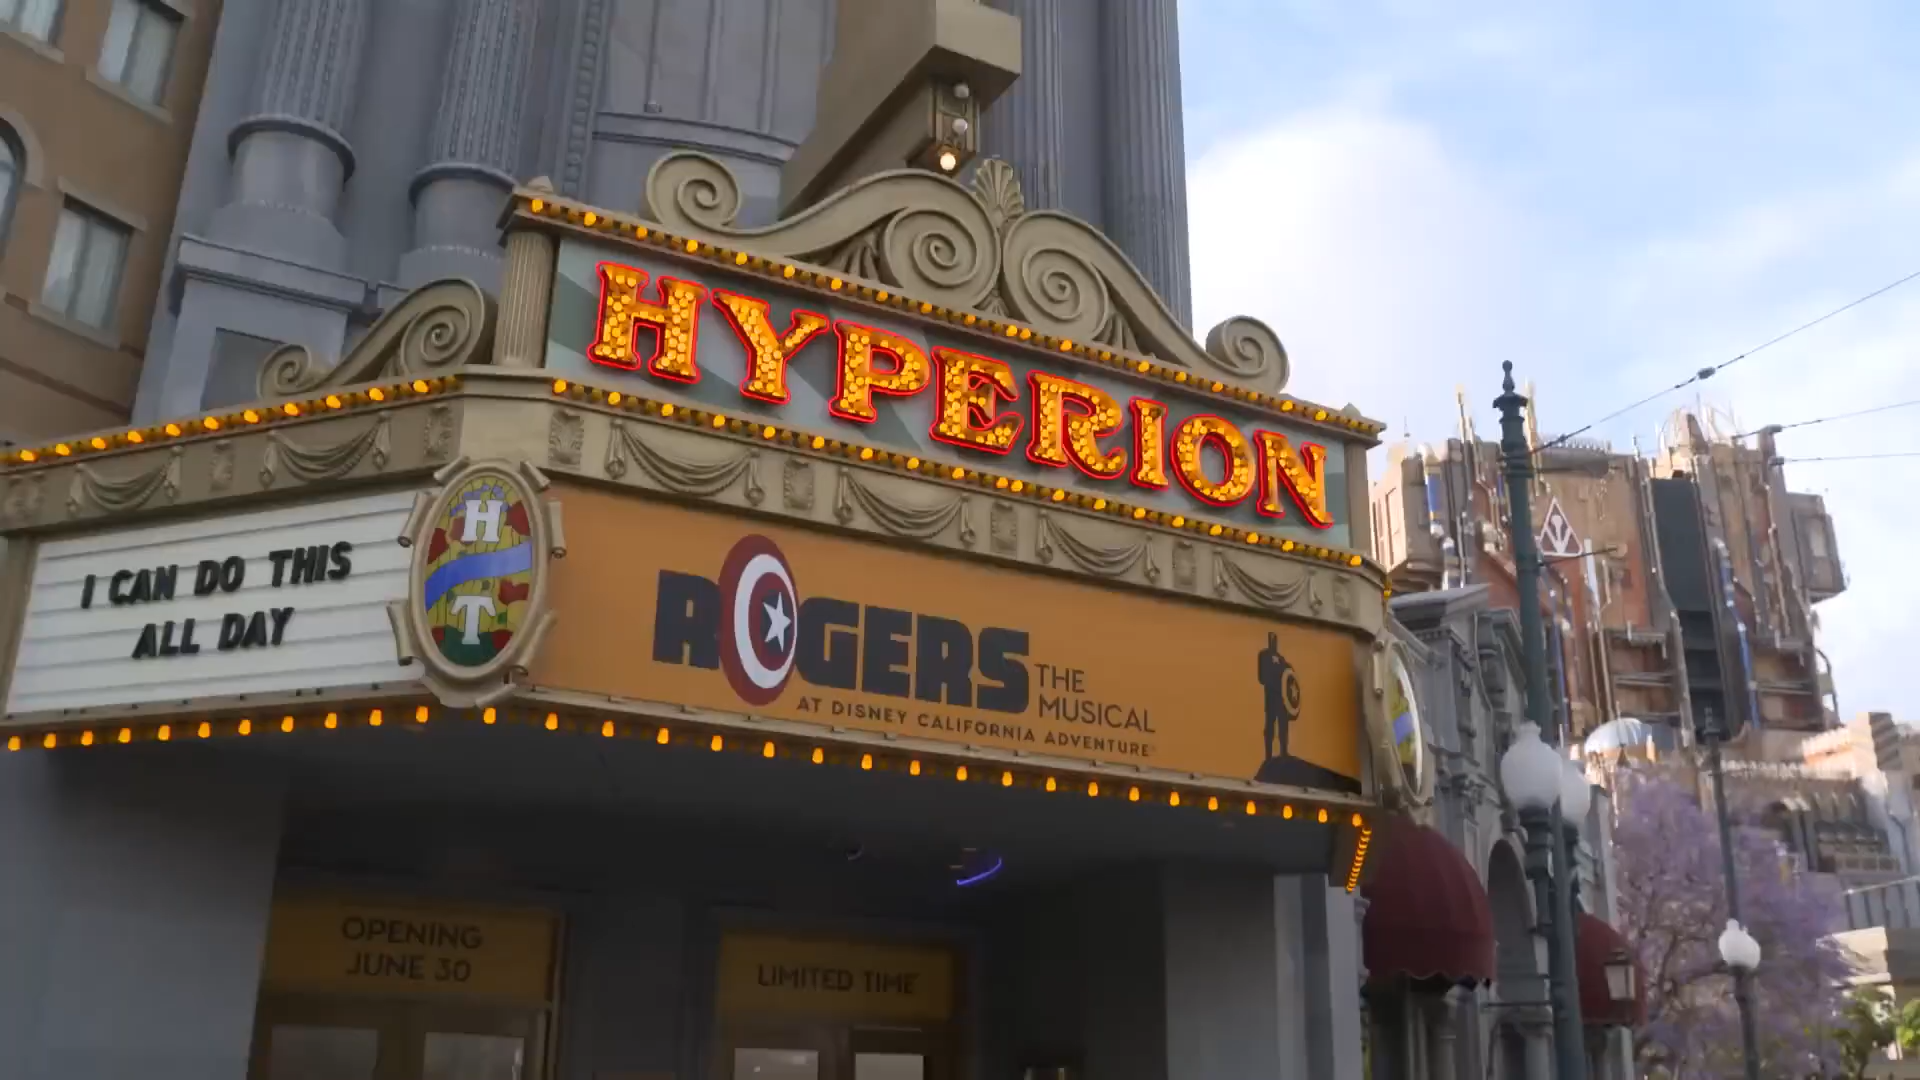 HYPERION
I CAN DO THIS
ALL DAY
H
T
ROGERS
THE
MUSICAL
AT DISNEY CALIFORNIA ADVENTURE
OPENING
JUNE 30
LIMITED TIME